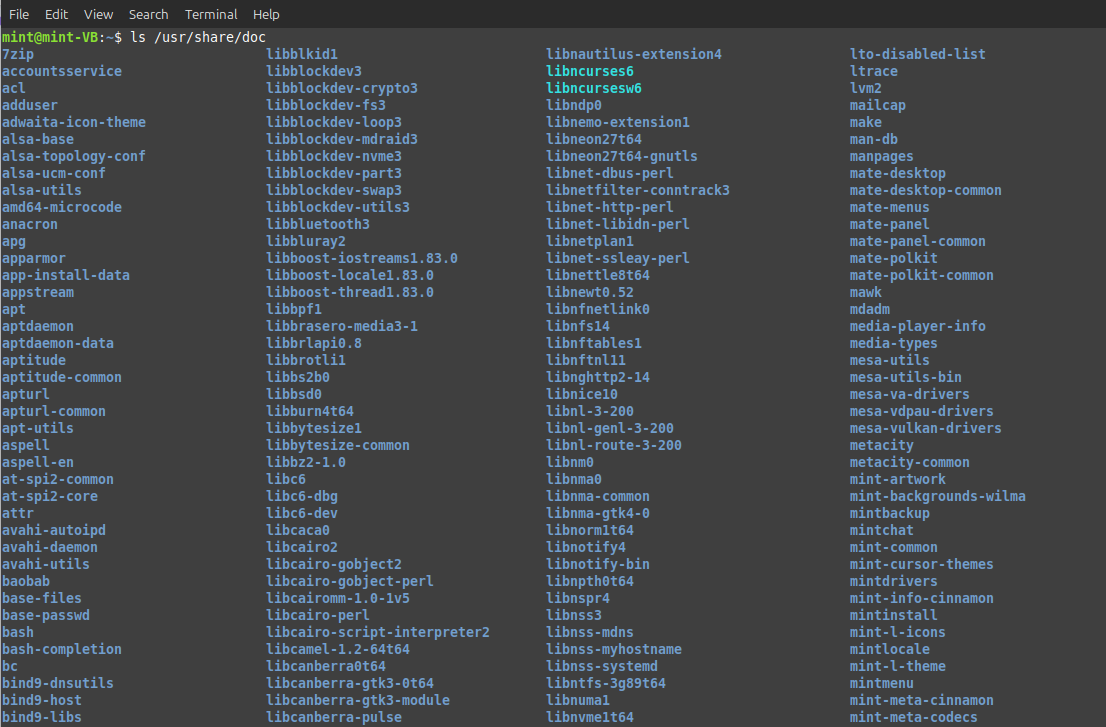 File Edit View Search Terminal Help
mint@mint-VB:~$ ls /usr/share/doc
7zip libblkid1 libnautilus-extension4 lto-disabled-list
accountsservice libblockdev3 libncurses6 ltrace
acl libblockdev-crypto3 libncursesw6 lvm2
adduser libblockdev-fs3 libndp0 mailcap
adwaita-icon-theme libblockdev-loop3 libnemo-extension1 make
alsa-base libblockdev-mdraid3 libneon27t64 man-db
alsa-topology-conf libblockdev-nvme3 libneon27t64-gnutls manpages
alsa-ucm-conf libblockdev-part3 libnet-dbus-perl mate-desktop
alsa-utils libblockdev-swap3 libnetfilter-conntrack3 mate-desktop-common
amd64-microcode libblockdev-utils3 libnet-http-perl mate-menus
anacron libbluetooth3 libnet-libidn-perl mate-panel
apg libbluray2 libnetplan1 mate-panel-common
apparmor libboost-iostreams1.83.0 libnet-ssleay-perl mate-polkit
app-install-data libboost-locale1.83.0 libnettle8t64 mate-polkit-common
appstream libboost-thread1.83.0 libnewt0.52 mawk
apt libbpf1 libnfnetlink0 mdadm
aptdaemon libbrasero-media3-1 libnfs14 media-player-info
aptdaemon-data libbrlapi0.8 libnftables1 media-types
aptitude libbrotli1 libnftnl11 mesa-utils
aptitude-common libbs2b0 libnghttp2-14 mesa-utils-bin
apturl libbsd0 libnice10 mesa-va-drivers
apturl-common libburn4t64 libnl-3-200 mesa-vdpau-drivers
apt-utils libbytesize1 libnl-genl-3-200 mesa-vulkan-drivers
aspell libbytesize-common libnl-route-3-200 metacity
aspell-en libbz2-1.0 libnm0 metacity-common
at-spi2-common libc6 libnma0 mint-artwork
at-spi2-core libc6-dbg libnma-common mint-backgrounds-wilma
attr libc6-dev libnma-gtk4-0 mintbackup
avahi-autoipd libcaca0 libnorm1t64 mintchat
avahi-daemon libcairo2 libnotify4 mint-common
avahi-utils libcairo-gobject2 libnotify-bin mint-cursor-themes
baobab libcairo-gobject-perl libnpth0t64 mintdrivers
base-files libcairomm-1.0-1v5 libnspr4 mint-info-cinnamon
base-passwd libcairo-perl libnss3 mintinstall
bash libcairo-script-interpreter2 libnss-mdns mint-l-icons
bash-completion libcamel-1.2-64t64 libnss-myhostname mintlocale
bc libcanberra0t64 libnss-systemd mint-l-theme
bind9-dnsutils libcanberra-gtk3-0t64 libntfs-3g89t64 mintmenu
bind9-host libcanberra-gtk3-module libnuma1 mint-meta-cinnamon
bind9-libs libcanberra-pulse libnvme1t64 mint-meta-codecs